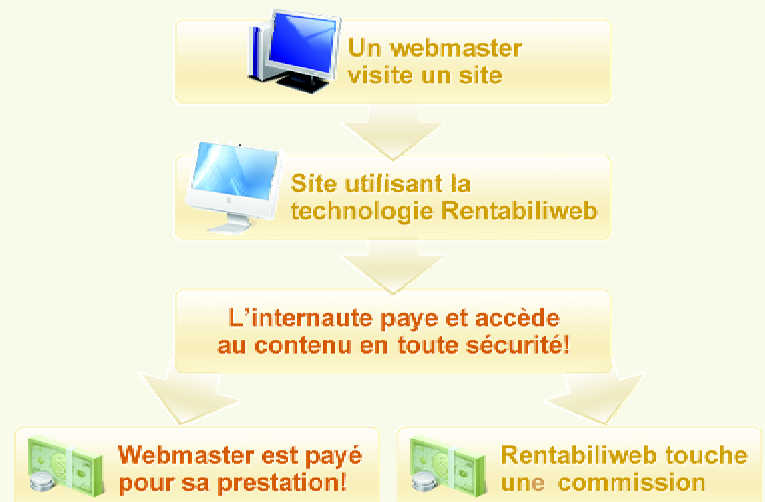 Un webmaster
visite un site
Site utilisant la
technologie Rentabiliweb
L'internaute paye et accède
au contenu en toute sécurité!
Webmaster est payé
pour sa prestation!
Rentabiliweb touche
une commission